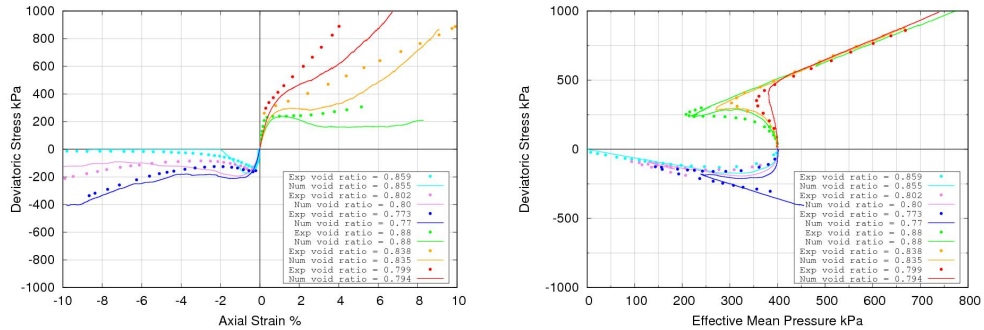 1000
800
600
400
200
0
-200
-400
-600
-800
-1000
-10
-8
-6
-4
-2
0
2
4
6
8
10
Deviatoric Stress kPa
Axial Strain %
Exp void ratio = 0.859
Num void ratio = 0.855
Exp void ratio = 0.802
Num void ratio = 0.80
Exp void ratio = 0.773
Num void ratio = 0.77
Exp void ratio = 0.88
Num void ratio = 0.88
Exp void ratio = 0.838
Num void ratio = 0.835
Exp void ratio = 0.799
Num void ratio = 0.794
1000
500
0
-500
-1000
0
100
200
300
400
500
600
700
800
Deviatoric Stress kPa
Effective Mean Pressure kPa
Exp void ratio = 0.859
Num void ratio = 0.855
Exp void ratio = 0.802
Num void ratio = 0.80
Exp void ratio = 0.773
Num void ratio = 0.77
Exp void ratio = 0.88
Num void ratio = 0.88
Exp void ratio = 0.838
Num void ratio = 0.835
Exp void ratio = 0.799
Num void ratio = 0.794